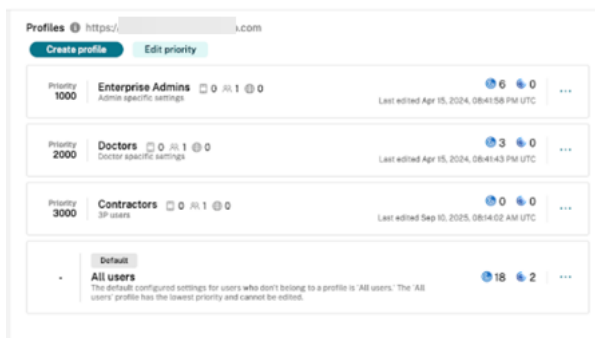 Profiles https:/ .com
Create profile Edit priority
Priority 1000 Enterprise Admins 0 1 0 6 0
Admin specific settings Last edited Apr 15, 2024, 08:41:58 PM UTC
Priority 2000 Doctors 0 1 0 3 0
Doctor specific settings Last edited Apr 15, 2024, 08:41:43 PM UTC
Priority 3000 Contractors 0 1 0 0 0
3P users Last edited Sep 10, 2025, 08:14:02 AM UTC
Default
- All users 18 2
The default configured settings for users who don't belong to a profile is 'All users.' The 'All
users' profile has the lowest priority and cannot be edited.